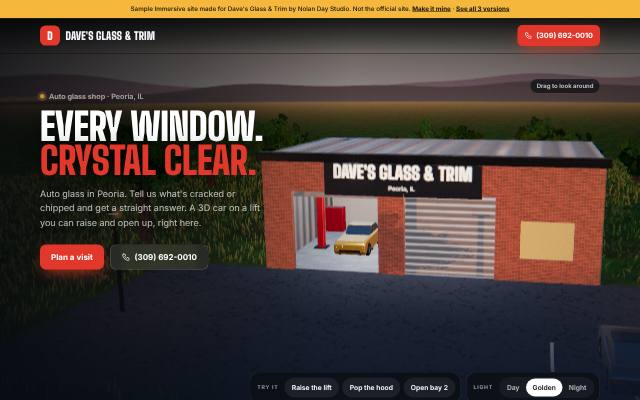 Sample Immersive site made for Dave's Glass & Trim by Nolan Day Studio. Not the official site. Make it mine · See all 3 versions
D DAVE'S GLASS & TRIM
(309) 692-0010
Drag to look around
Auto glass shop · Peoria, IL
EVERY WINDOW.
CRYSTAL CLEAR.
DAVE'S GLASS & TRIM
Peoria, IL
Auto glass in Peoria. Tell us what's cracked or
chipped and get a straight answer. A 3D car on a lift
you can raise and open up, right here.
Plan a visit
(309) 692-0010
TRY IT Raise the lift Pop the hood Open bay 2
LIGHT Day Golden Night